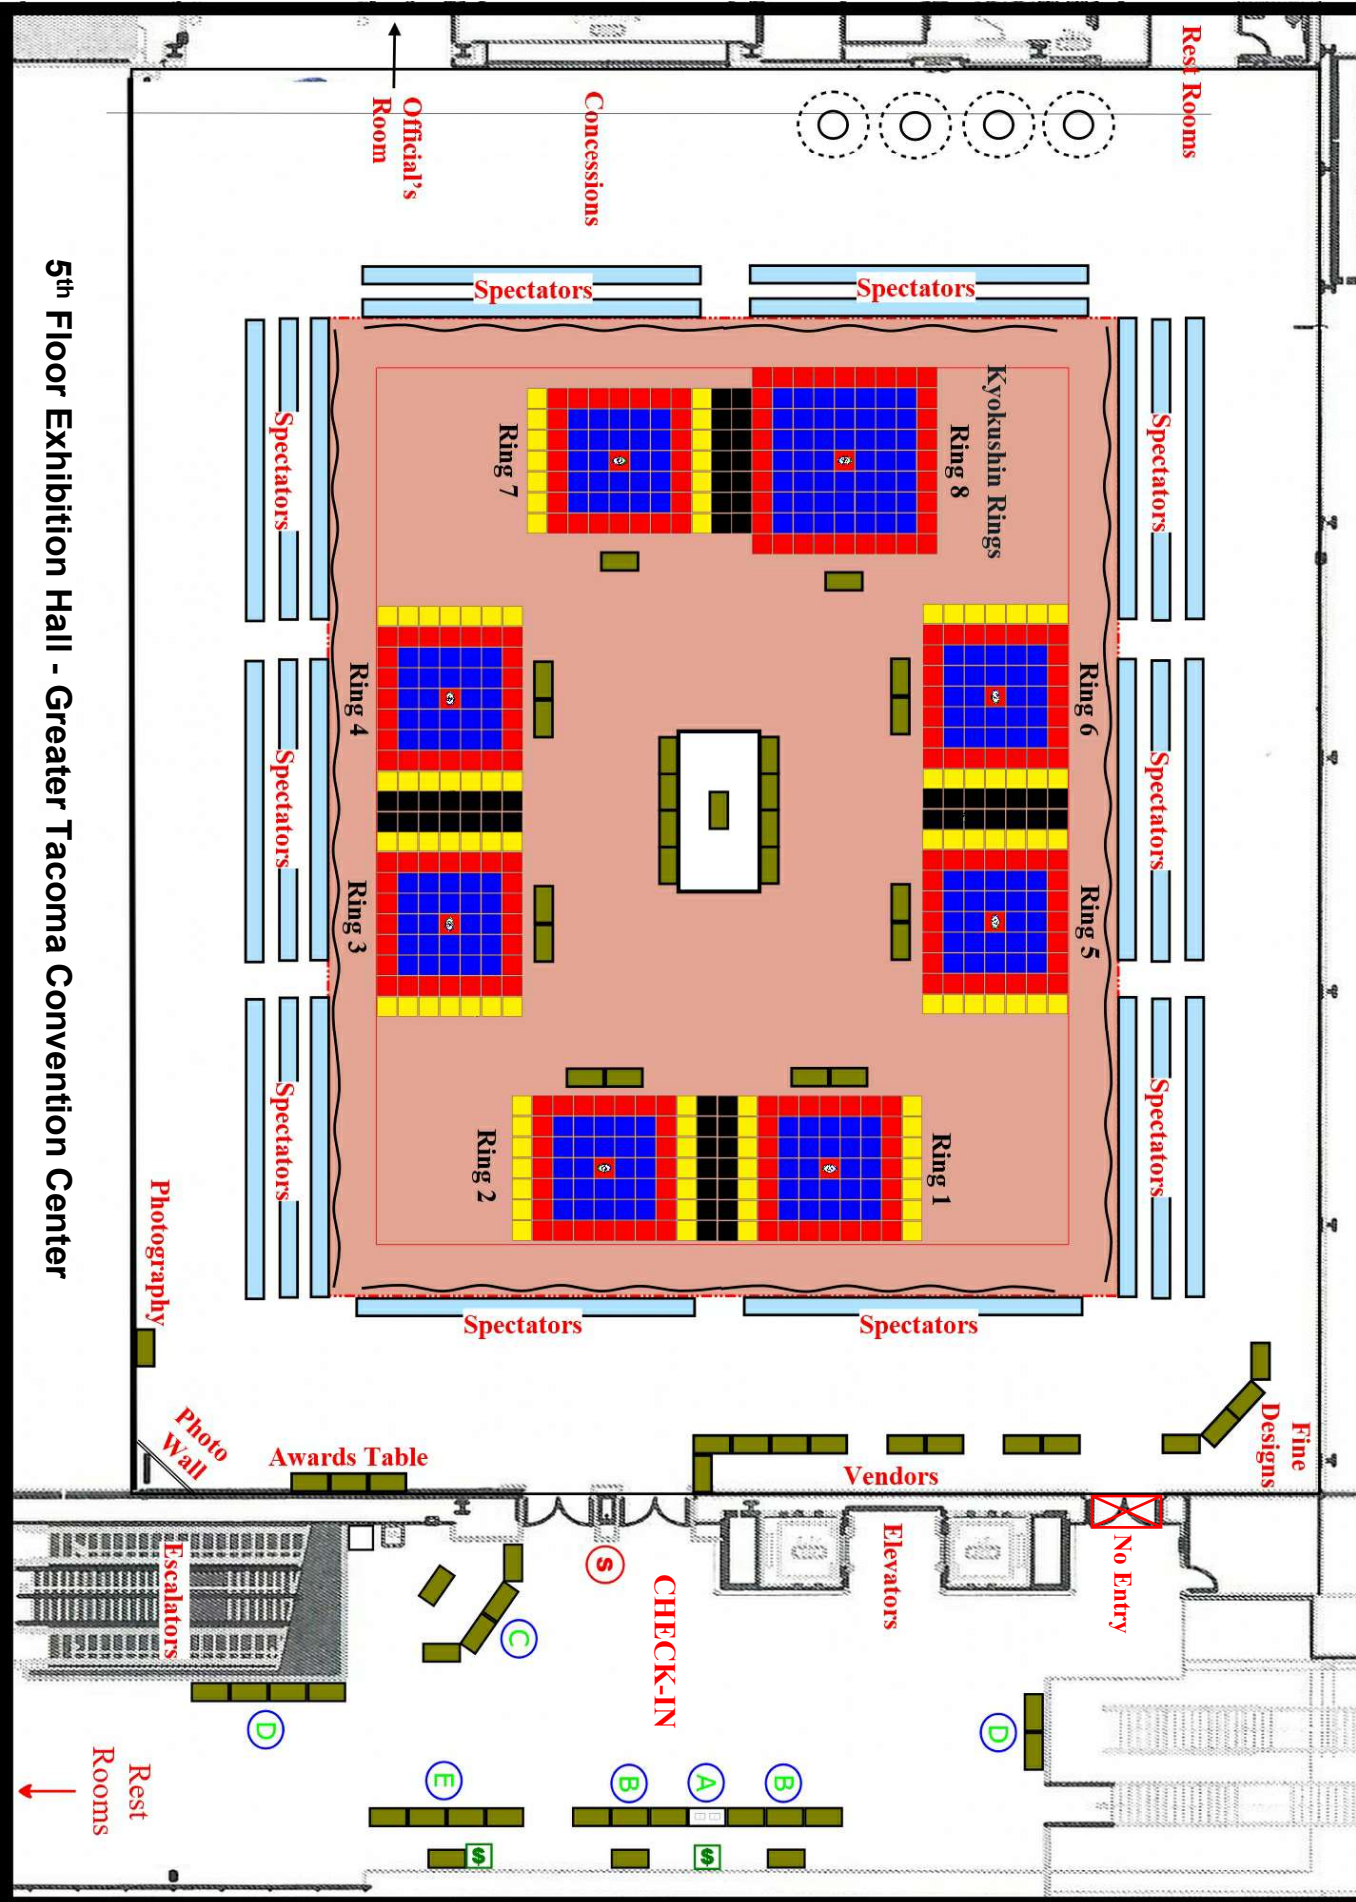 Official's
Room
Concessions
Rest Rooms
Spectators
Spectators
Kyokushin Rings
Ring 8
Ring 7
Spectators
Spectators
Ring 4
Ring 6
Spectators
Spectators
Ring 3
Ring 5
Spectators
Spectators
Ring 2
Ring 1
Spectators
Spectators
5th Floor Exhibition Hall - Greater Tacoma Convention Center
Photography
Photo
Wall
Awards Table
Vendors
Fine
Designs
Escalators
S
CHECK-IN
Elevators
No Entry
C
D
D
Rest
Rooms
E
B
A
B
$
$